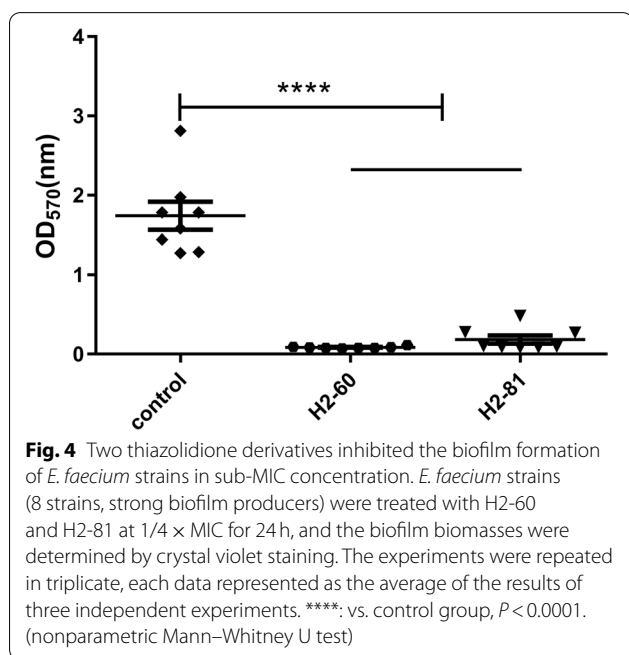 4
3
2
1
0
OD570(nm)
****
control
H2-60
H2-81
Fig. 4 Two thiazolidione derivatives inhibited the biofilm formation
of E. faecium strains in sub-MIC concentration. E. faecium strains
(8 strains, strong biofilm producers) were treated with H2-60
and H2-81 at 1/4 × MIC for 24 h, and the biofilm biomasses were
determined by crystal violet staining. The experiments were repeated
in triplicate, each data represented as the average of the results of
three independent experiments. ****: vs. control group, P < 0.0001.
(nonparametric Mann–Whitney U test)